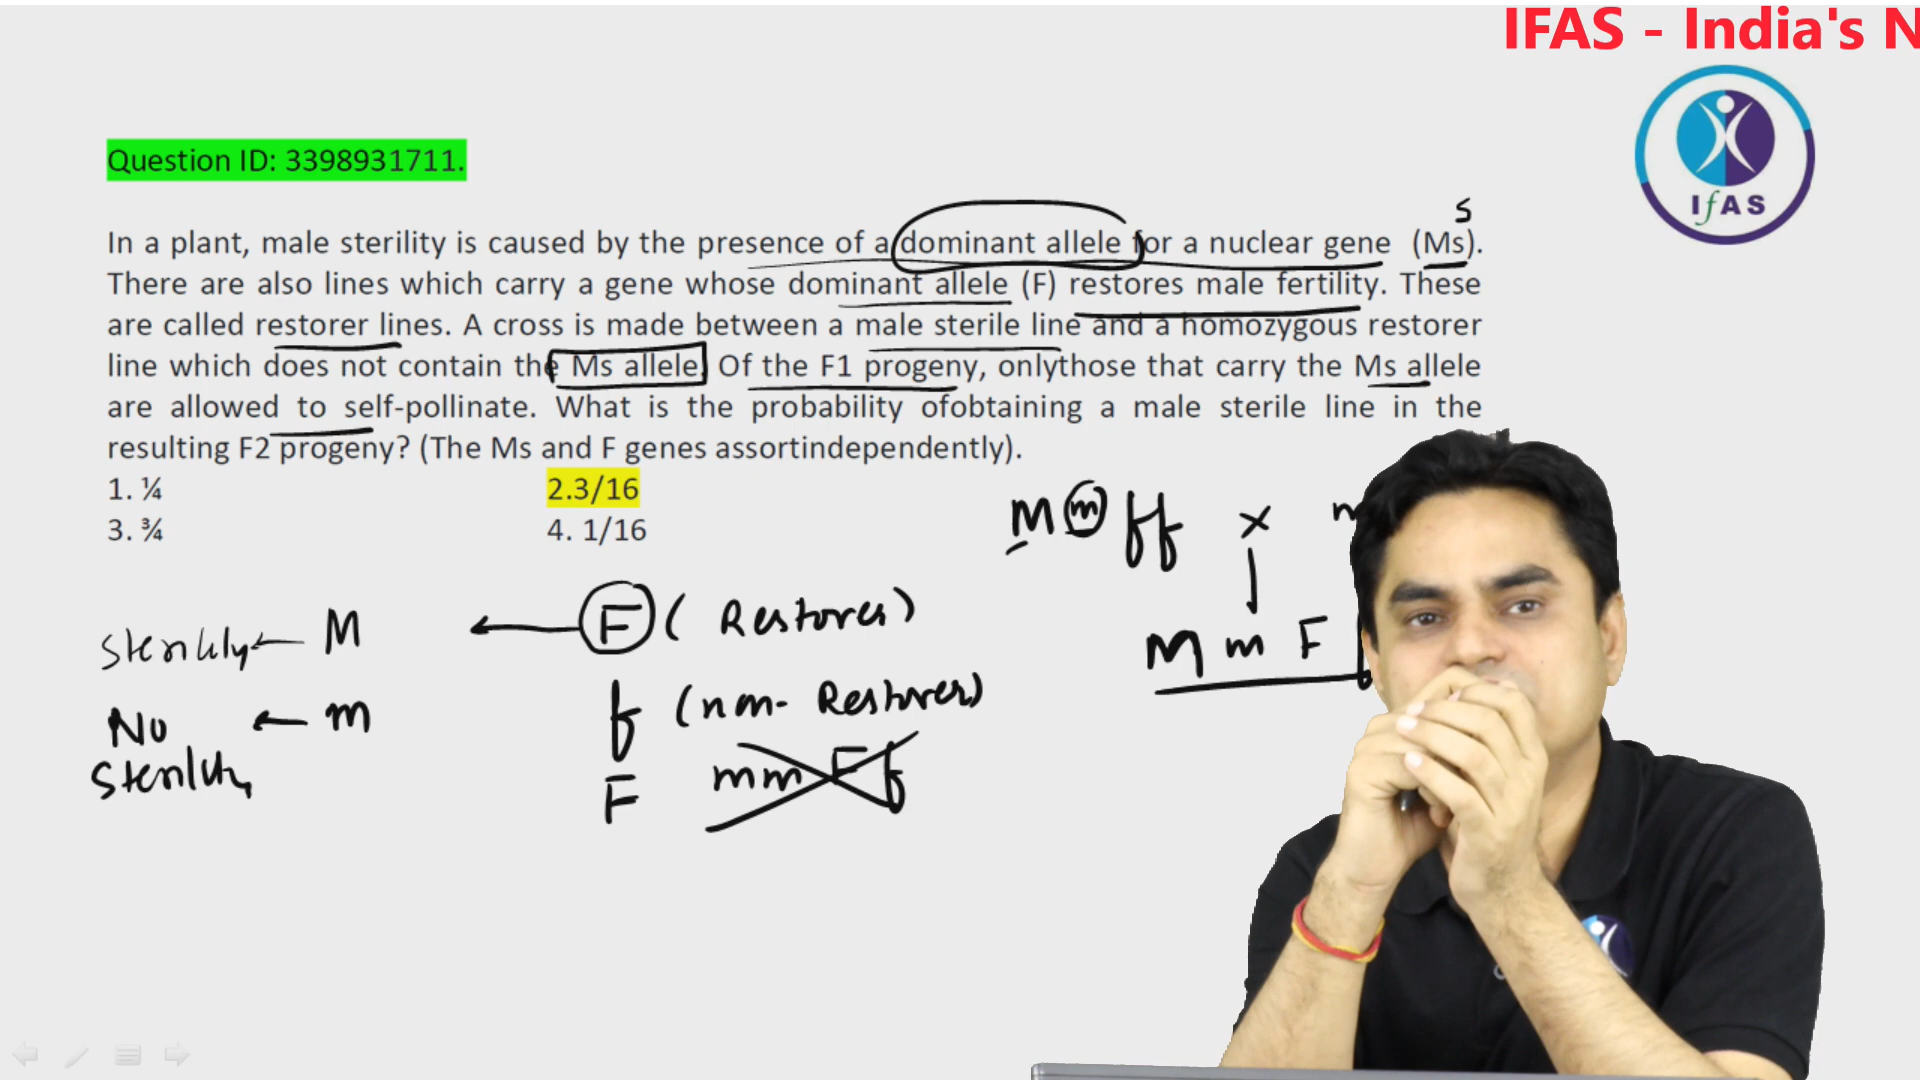 IFAS - India's N
IfAS
Question ID: 3398931711.
s
In a plant, male sterility is caused by the presence of a dominant allele for a nuclear gene (Ms).
There are also lines which carry a gene whose dominant allele (F) restores male fertility. These
are called restorer lines. A cross is made between a male sterile line and a homozygous restorer
line which does not contain the Ms allele. Of the F1 progeny, onlythose that carry the Ms allele
are allowed to self-pollinate. What is the probability ofobtaining a male sterile line in the
resulting F2 progeny? (The Ms and F genes assortindependently).
1. ¼ 2.3/16
3. ¾ 4. 1/16
M m ff × m
M m F
Sterility ← M ← F (Restorer)
No Sterility ← m f (non-Restorer)
F mm Ff